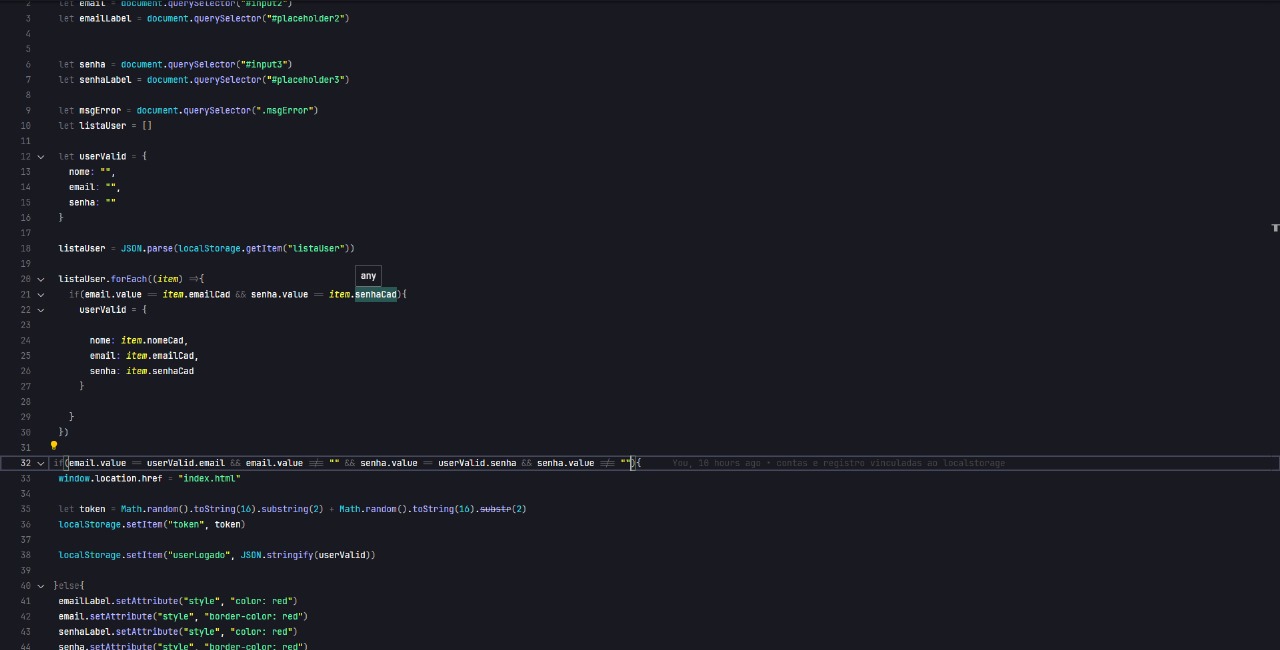 2 let email = document.querySelector("#input2")
3 let emailLabel = document.querySelector("#placeholder2")
4
5
6 let senha = document.querySelector("#input3")
7 let senhaLabel = document.querySelector("#placeholder3")
8
9 let msgError = document.querySelector(".msgError")
10 let listaUser = []
11
12 let userValid = {
13 nome: "",
14 email: "",
15 senha: ""
16 }
17
18 listaUser = JSON.parse(localStorage.getItem("listaUser"))
19
any
20 listaUser.forEach((item) =>{
21 if(email.value == item.emailCad && senha.value == item.senhaCad){
22 userValid = {
23
24 nome: item.nomeCad,
25 email: item.emailCad,
26 senha: item.senhaCad
27 }
28
29 }
30 })
31
32 if(email.value == userValid.email && email.value !== "" && senha.value == userValid.senha && senha.value !== ""){ You, 10 hours ago • contas e registro vinculadas ao localstorage
33 window.location.href = "index.html"
34
35 let token = Math.random().toString(16).substring(2) + Math.random().toString(16).substr(2)
36 localStorage.setItem("token", token)
37
38 localStorage.setItem("userLogado", JSON.stringify(userValid))
39
40 }else{
41 emailLabel.setAttribute("style", "color: red")
42 email.setAttribute("style", "border-color: red")
43 senhaLabel.setAttribute("style", "color: red")
44 senha.setAttribute("style", "border-color: red")